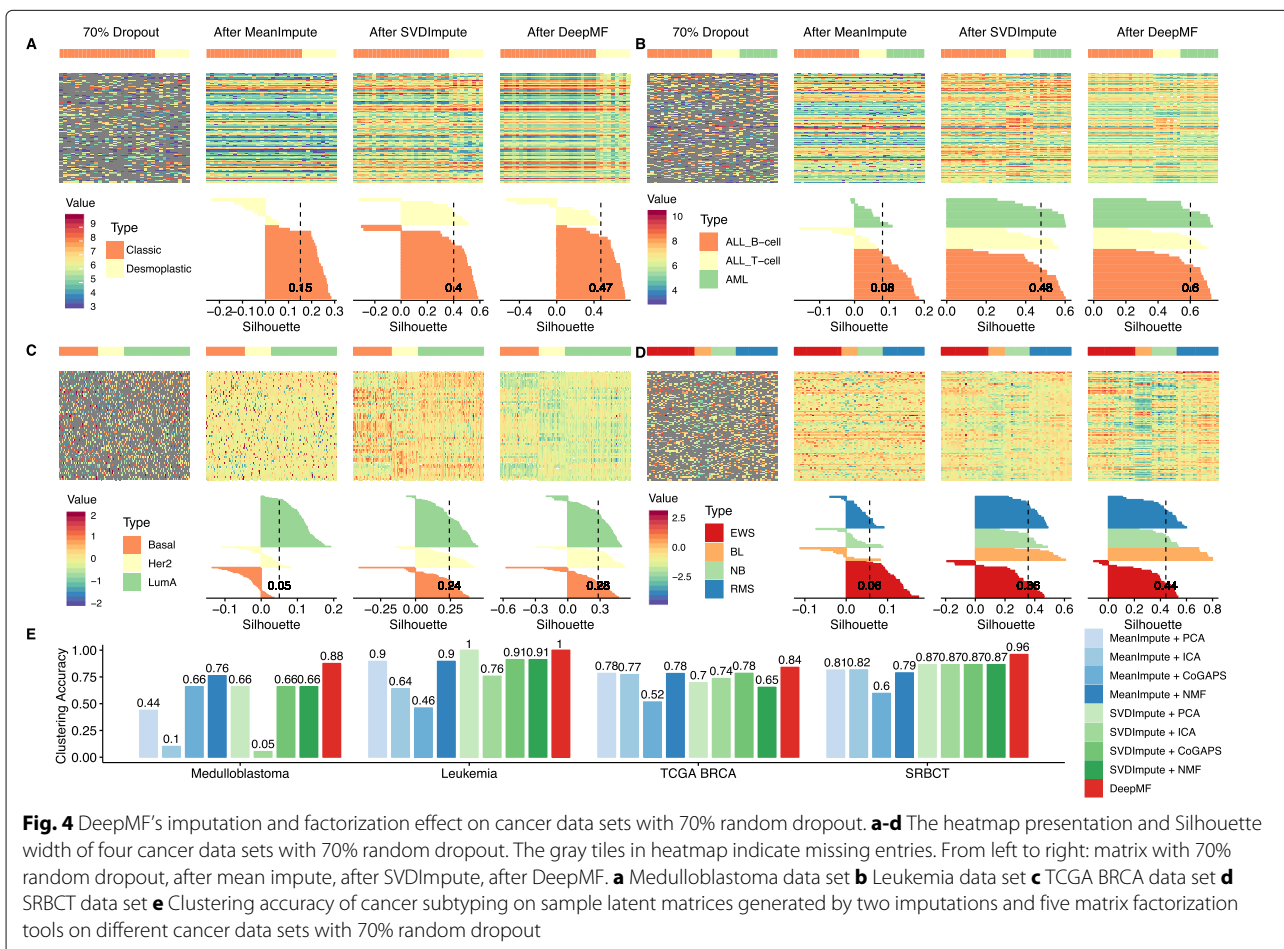 A
70% Dropout
After MeanImpute
After SVDImpute
After DeepMF
B
70% Dropout
After MeanImpute
After SVDImpute
After DeepMF
Value
9
8
7
6
5
4
3
Type
Classic
Desmoplastic
0.15
−0.2 −0.1 0.0 0.1 0.2 0.3
Silhouette
0.4
−0.2 0.0 0.2 0.4 0.6
Silhouette
0.47
−0.4 0.0 0.4
Silhouette
Value
10
8
6
4
Type
ALL_B−cell
ALL_T−cell
AML
0.08
−0.1 0.0 0.1 0.2
Silhouette
0.48
0.0 0.2 0.4 0.6
Silhouette
0.6
0.0 0.2 0.4 0.6
Silhouette
C
D
Value
2
1
0
−1
−2
Type
Basal
Her2
LumA
0.05
−0.1 0.0 0.1 0.2
Silhouette
0.24
−0.25 0.00 0.25
Silhouette
0.28
−0.6 −0.3 0.0 0.3
Silhouette
Value
2.5
0.0
−2.5
Type
EWS
BL
NB
RMS
0.06
−0.1 0.0 0.1
Silhouette
−0.2 0.0 0.2 0.4 0.6
Silhouette
0.44
0.0 0.2 0.4 0.6 0.8
Silhouette
E
Clustering Accuracy
1.00
0.75
0.50
0.25
0.00
0.44 0.1 0.66 0.76 0.66 0.05 0.66 0.66 0.88
0.9 0.64 0.46 0.9 1 0.76 0.91 0.91 1
0.78 0.77 0.52 0.78 0.7 0.74 0.78 0.65 0.84
0.81 0.82 0.6 0.79 0.87 0.87 0.87 0.87 0.96
Medulloblastoma
Leukemia
TCGA BRCA
SRBCT
MeanImpute + PCA
MeanImpute + ICA
MeanImpute + CoGAPS
MeanImpute + NMF
SVDImpute + PCA
SVDImpute + ICA
SVDImpute + CoGAPS
SVDImpute + NMF
DeepMF
Fig. 4 DeepMF's imputation and factorization effect on cancer data sets with 70% random dropout. a-d The heatmap presentation and Silhouette
width of four cancer data sets with 70% random dropout. The gray tiles in heatmap indicate missing entries. From left to right: matrix with 70%
random dropout, after mean impute, after SVDImpute, after DeepMF. a Medulloblastoma data set b Leukemia data set c TCGA BRCA data set d
SRBCT data set e Clustering accuracy of cancer subtyping on sample latent matrices generated by two imputations and five matrix factorization
tools on different cancer data sets with 70% random dropout